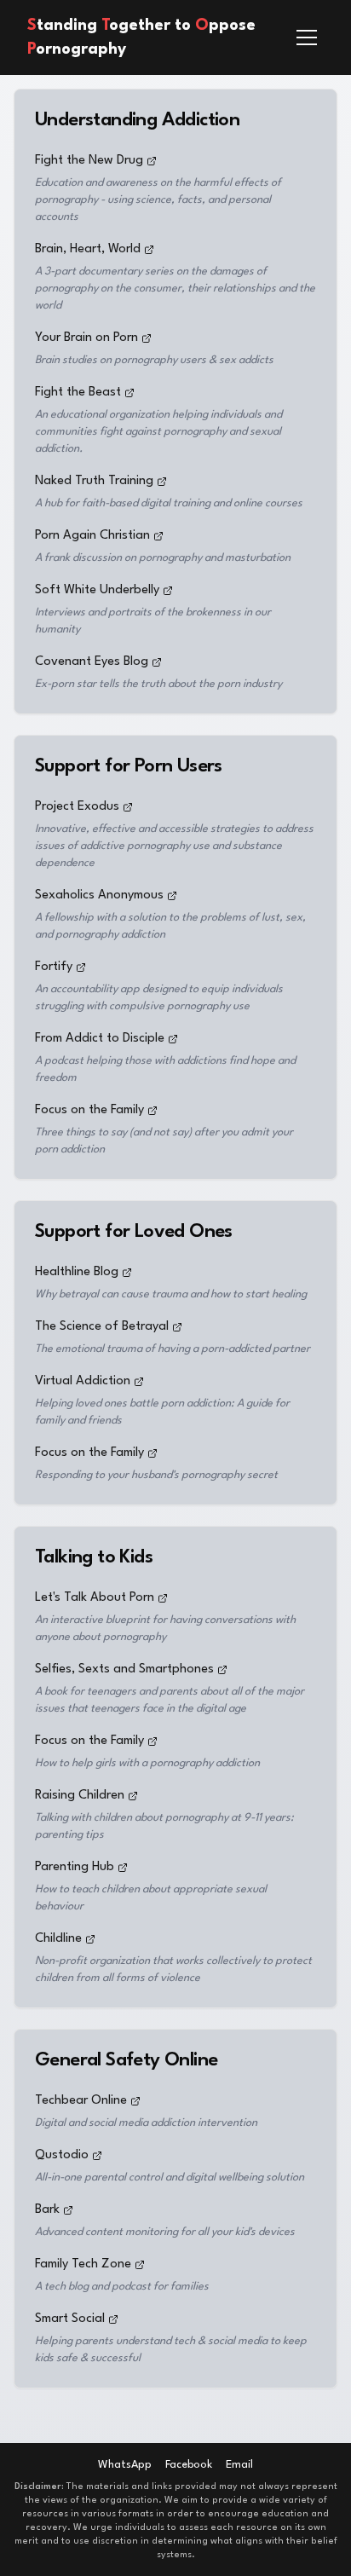 Standing Together to Oppose
Pornography
Understanding Addiction
Fight the New Drug
Education and awareness on the harmful effects of
pornography - using science, facts, and personal
accounts
Brain, Heart, World
A 3-part documentary series on the damages of
pornography on the consumer, their relationships and the
world
Your Brain on Porn
Brain studies on pornography users & sex addicts
Fight the Beast
An educational organization helping individuals and
communities fight against pornography and sexual
addiction.
Naked Truth Training
A hub for faith-based digital training and online courses
Porn Again Christian
A frank discussion on pornography and masturbation
Soft White Underbelly
Interviews and portraits of the brokenness in our
humanity
Covenant Eyes Blog
Ex-porn star tells the truth about the porn industry
Support for Porn Users
Project Exodus
Innovative, effective and accessible strategies to address
issues of addictive pornography use and substance
dependence
Sexaholics Anonymous
A fellowship with a solution to the problems of lust, sex,
and pornography addiction
Fortify
An accountability app designed to equip individuals
struggling with compulsive pornography use
From Addict to Disciple
A podcast helping those with addictions find hope and
freedom
Focus on the Family
Three things to say (and not say) after you admit your
porn addiction
Support for Loved Ones
Healthline Blog
Why betrayal can cause trauma and how to start healing
The Science of Betrayal
The emotional trauma of having a porn-addicted partner
Virtual Addiction
Helping loved ones battle porn addiction: A guide for
family and friends
Focus on the Family
Responding to your husband's pornography secret
Talking to Kids
Let's Talk About Porn
An interactive blueprint for having conversations with
anyone about pornography
Selfies, Sexts and Smartphones
A book for teenagers and parents about all of the major
issues that teenagers face in the digital age
Focus on the Family
How to help girls with a pornography addiction
Raising Children
Talking with children about pornography at 9-11 years:
parenting tips
Parenting Hub
How to teach children about appropriate sexual
behaviour
Childline
Non-profit organization that works collectively to protect
children from all forms of violence
General Safety Online
Techbear Online
Digital and social media addiction intervention
Qustodio
All-in-one parental control and digital wellbeing solution
Bark
Advanced content monitoring for all your kid's devices
Family Tech Zone
A tech blog and podcast for families
Smart Social
Helping parents understand tech & social media to keep
kids safe & successful
WhatsApp Facebook Email
Disclaimer: The materials and links provided may not always represent
the views of the organization. We aim to provide a wide variety of
resources in various formats in order to encourage education and
recovery. We urge individuals to assess each resource on its own
merit and to use discretion in determining what aligns with their belief
systems.